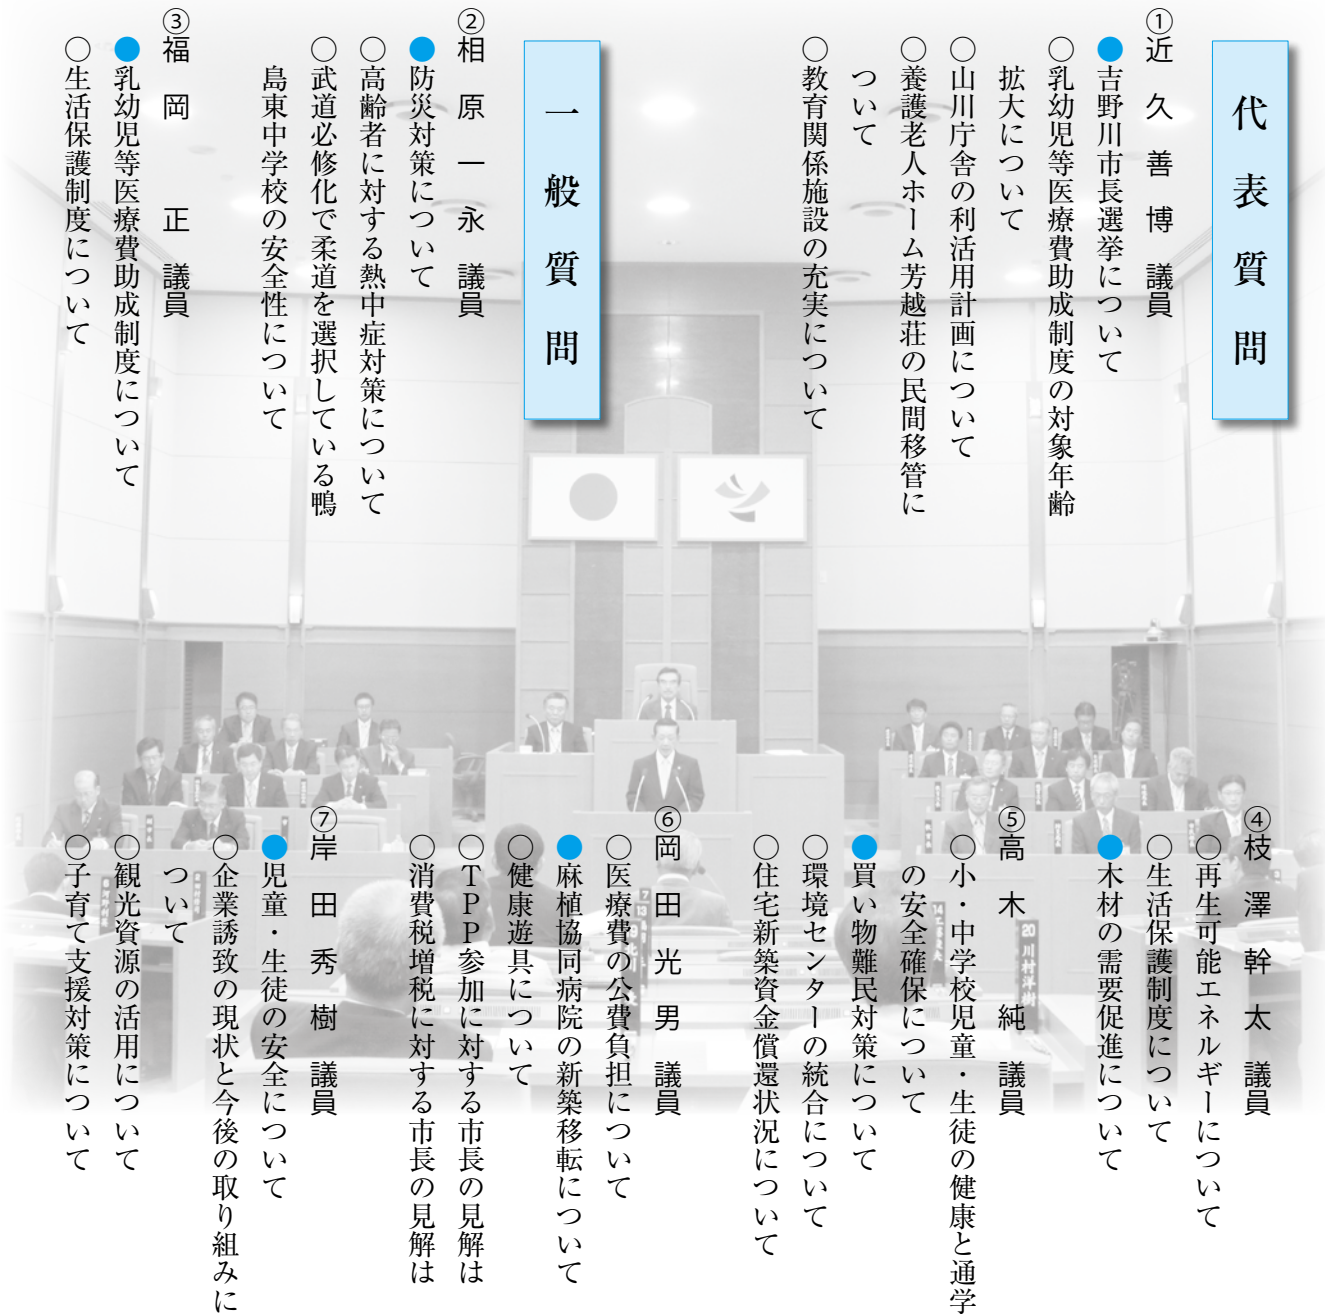 代表質問
①近久善博 議員
●吉野川市長選挙について
○乳幼児等医療費助成制度の対象年齢
拡大について
○山川庁舎の利活用計画について
○養護老人ホーム芳越荘の民間移管に
ついて
○教育関係施設の充実について
一般質問
②相原一永 議員
●防災対策について
○高齢者に対する熱中症対策について
○武道必修化で柔道を選択している鴨
島東中学校の安全性について
③福岡 正 議員
●乳幼児等医療費助成制度について
○生活保護制度について
④枝澤幹太 議員
○再生可能エネルギーについて
○生活保護制度について
●木材の需要促進について
⑤高木 純 議員
○小・中学校児童・生徒の健康と通学
の安全確保について
●買い物難民対策について
○環境センターの統合について
○住宅新築資金償還状況について
⑥岡田光男 議員
○医療費の公費負担について
●麻植協同病院の新築移転について
○健康遊具について
○ＴＰＰ参加に対する市長の見解は
○消費税増税に対する市長の見解は
⑦岸田秀樹 議員
●児童・生徒の安全について
○企業誘致の現状と今後の取り組みに
ついて
○観光資源の活用について
○子育て支援対策について
20 川村洋樹